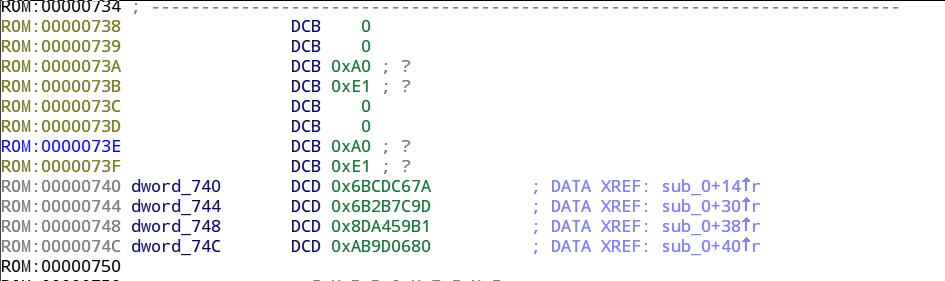 ROM:00000734 ; ---------------------------------------------------------------------------
ROM:00000738 DCB 0
ROM:00000739 DCB 0
ROM:0000073A DCB 0xA0 ; ?
ROM:0000073B DCB 0xE1 ; ?
ROM:0000073C DCB 0
ROM:0000073D DCB 0
ROM:0000073E DCB 0xA0 ; ?
ROM:0000073F DCB 0xE1 ; ?
ROM:00000740 dword_740 DCD 0x6BCDC67A ; DATA XREF: sub_0+14↑r
ROM:00000744 dword_744 DCD 0x6B2B7C9D ; DATA XREF: sub_0+30↑r
ROM:00000748 dword_748 DCD 0x8DA459B1 ; DATA XREF: sub_0+38↑r
ROM:0000074C dword_74C DCD 0xAB9D0680 ; DATA XREF: sub_0+40↑r
ROM:00000750